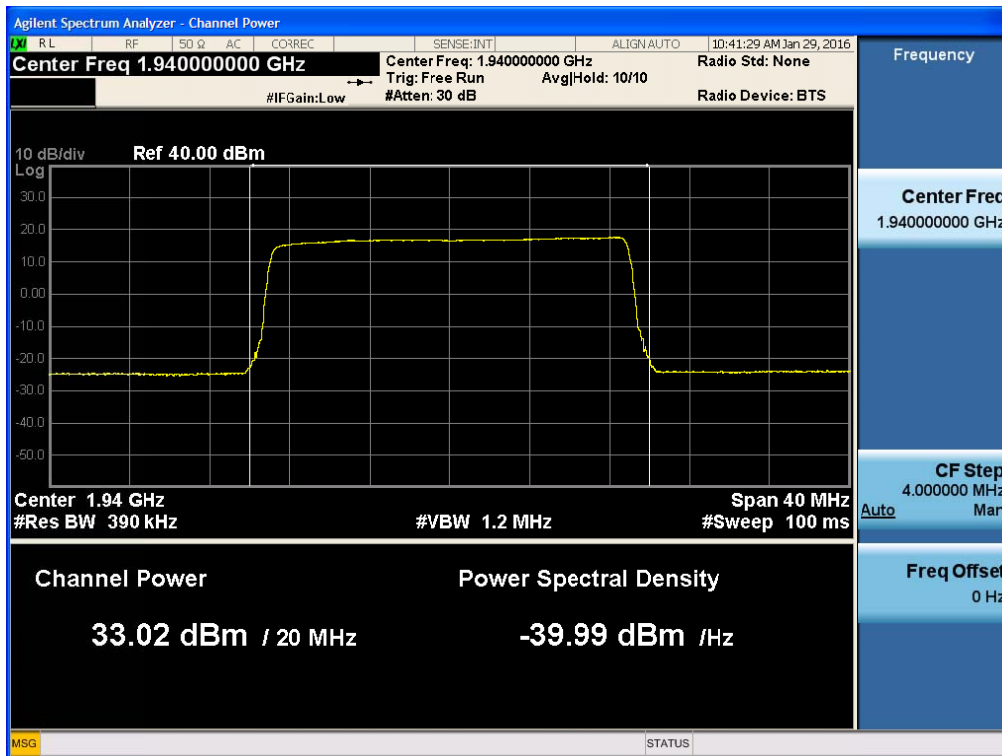 Agilent Spectrum Analyzer - Channel Power
LXI RL RF 50 Ω AC CORREC SENSE:INT ALIGN AUTO 10:41:29 AM Jan 29, 2016
Center Freq 1.940000000 GHz
Center Freq: 1.940000000 GHz
Radio Std: None
Trig: Free Run Avg|Hold: 10/10
#IFGain:Low
#Atten: 30 dB
Radio Device: BTS
10 dB/div Ref 40.00 dBm
Log
30.0
20.0
10.0
0.00
-10.0
-20.0
-30.0
-40.0
-50.0
Center 1.94 GHz Span 40 MHz
#Res BW 390 kHz #VBW 1.2 MHz #Sweep 100 ms
Channel Power Power Spectral Density
33.02 dBm / 20 MHz -39.99 dBm /Hz
MSG STATUS
Frequency
Center Freq
1.940000000 GHz
CF Step
4.000000 MHz
Auto Man
Freq Offset
0 Hz